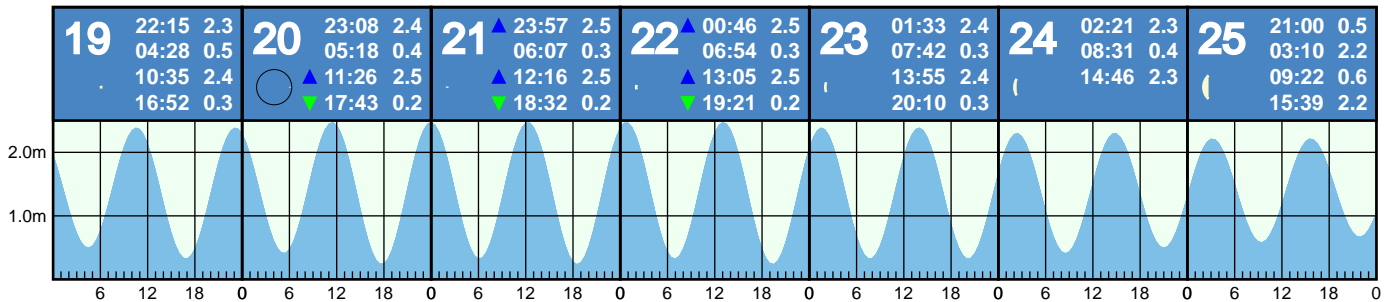 19
22:15 2.3
04:28 0.5
10:35 2.4
16:52 0.3
20
23:08 2.4
05:18 0.4
▲ 11:26 2.5
▼ 17:43 0.2
21
▲ 23:57 2.5
06:07 0.3
▲ 12:16 2.5
▼ 18:32 0.2
22
▲ 00:46 2.5
06:54 0.3
▲ 13:05 2.5
▼ 19:21 0.2
23
01:33 2.4
07:42 0.3
13:55 2.4
20:10 0.3
24
02:21 2.3
08:31 0.4
14:46 2.3
25
21:00 0.5
03:10 2.2
09:22 0.6
15:39 2.2
2.0m
1.0m
6 12 18 0 6 12 18 0 6 12 18 0 6 12 18 0 6 12 18 0 6 12 18 0 6 12 18 0